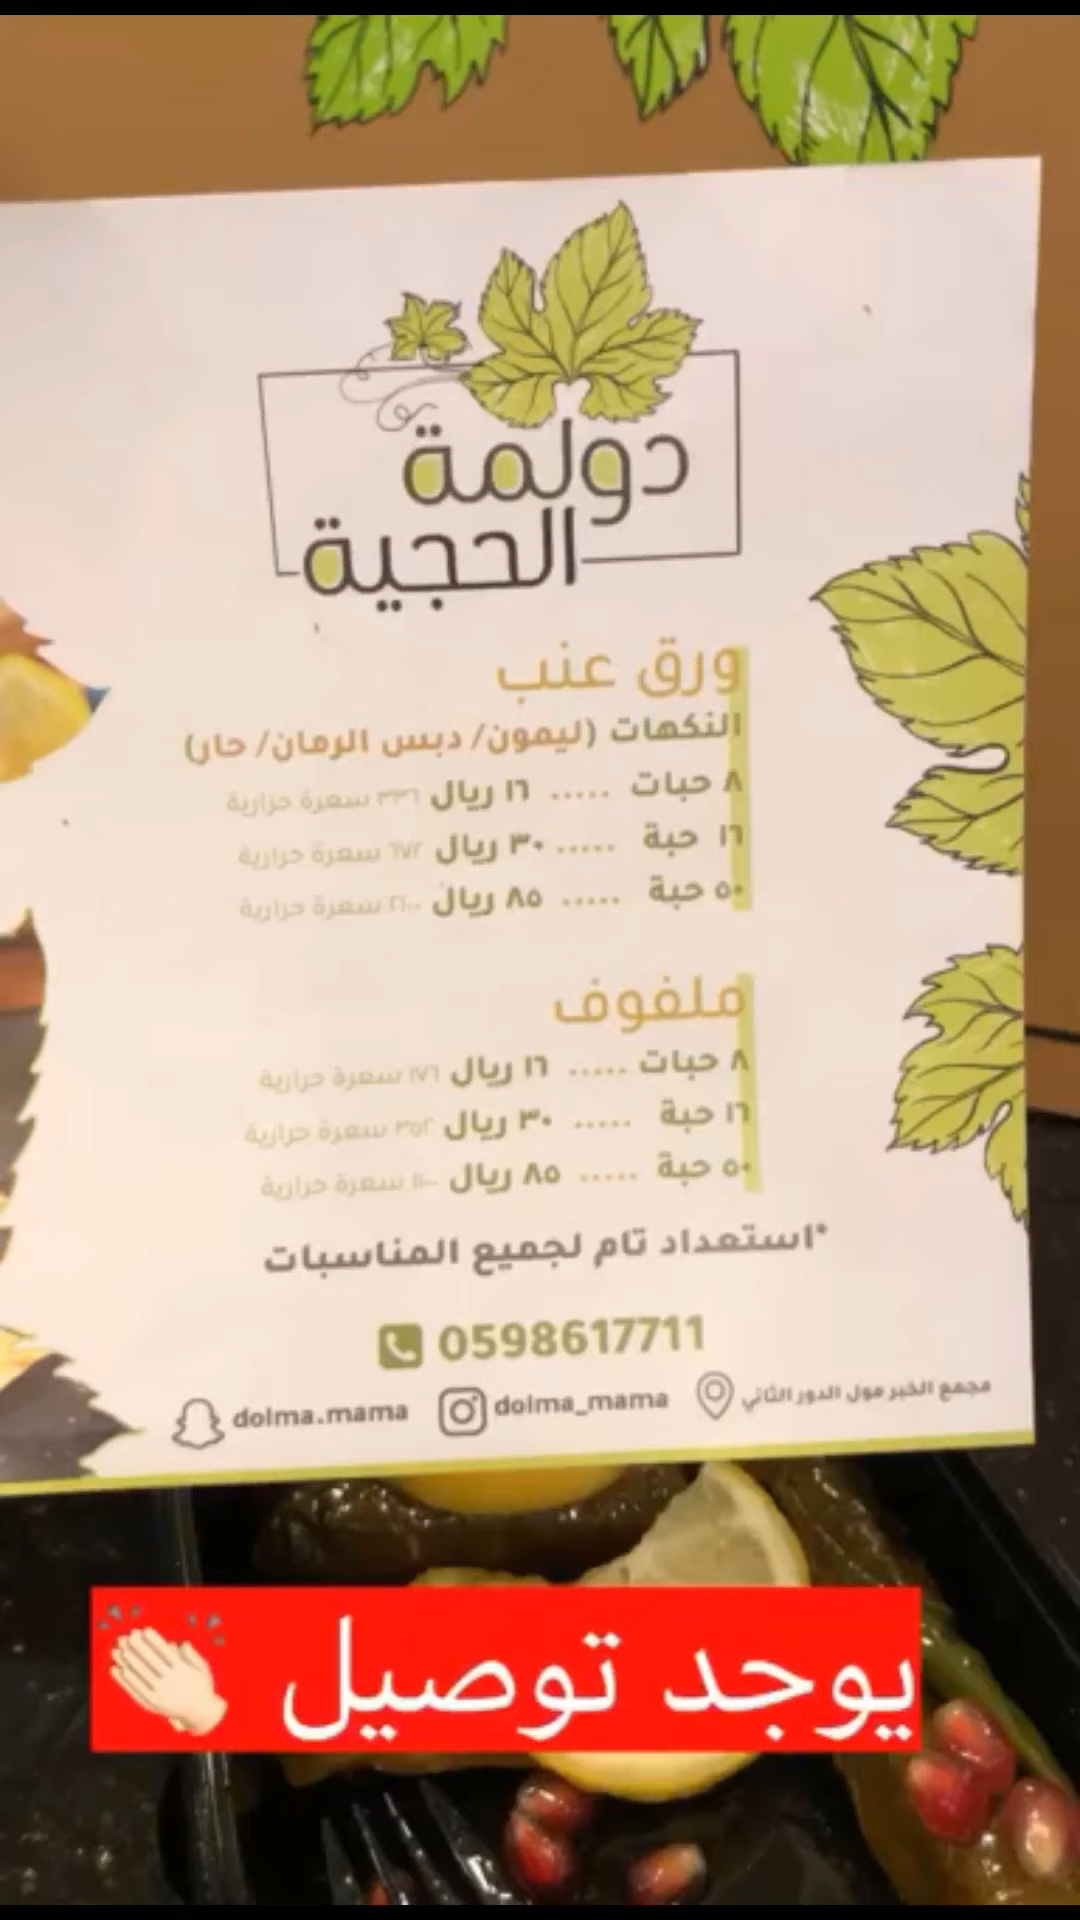 دولمة
الحجية
ورق عنب
النكهات (ليمون/ دبس الرمان/ حار)
٨ حبات ..... ١٦ ريال ٣٣٦ سعرة حرارية
١٦ حبة ..... ٣٠ ريال ٦٧٢ سعرة حرارية
٥٠ حبة ..... ٨٥ ريال ٢١٠٠ سعرة حرارية
ملفوف
٨ حبات ..... ١٦ ريال ١٧٦ سعرة حرارية
١٦ حبة ..... ٣٠ ريال ٣٥٢ سعرة حرارية
٥٠ حبة ..... ٨٥ ريال ١١٠٠ سعرة حرارية
*استعداد تام لجميع المناسبات
0598617711
مجمع الخبر مول الدور الثاني dolma_mama dolma.mama
يوجد توصيل 👏🏻